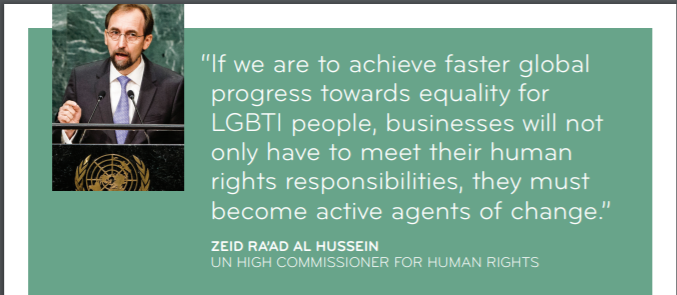 "If we are to achieve faster global
progress towards equality for
LGBTI people, businesses will not
only have to meet their human
rights responsibilities, they must
become active agents of change."
ZEID RA'AD AL HUSSEIN
UN HIGH COMMISSIONER FOR HUMAN RIGHTS